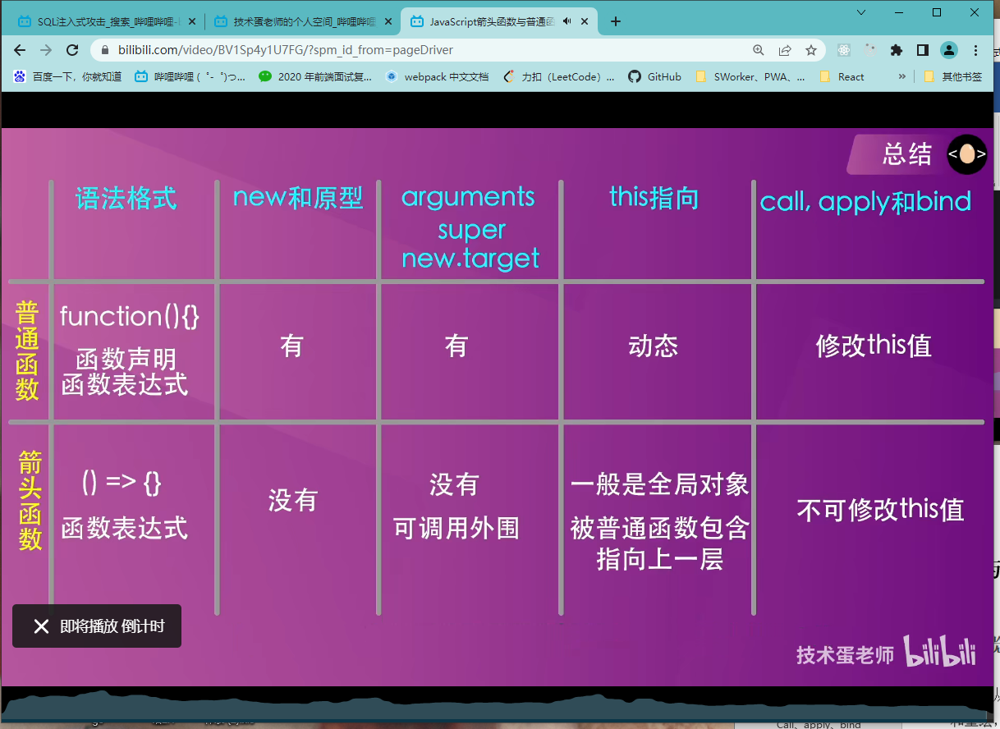 SQL注入式攻击_搜索_哔哩哔哩-b
技术蛋老师的个人空间_哔哩哔哩
JavaScript箭头函数与普通函
bilibili.com/video/BV1Sp4y1U7FG/?spm_id_from=pageDriver
百度一下，你就知道
哔哩哔哩 ( ゜- ゜)つ...
2020 年前端面试复...
webpack 中文文档
力扣（LeetCode）...
GitHub
SWorker、PWA、...
React
»
其他书签
总结
< >
语法格式
new和原型
arguments
super
new.target
this指向
call, apply和bind
普通函数
function(){}
函数声明
函数表达式
有
有
动态
修改this值
箭头函数
() => {}
函数表达式
没有
没有
可调用外围
一般是全局对象
被普通函数包含
指向上一层
不可修改this值
即将播放 倒计时
技术蛋老师 bilibili
Call、apply、bind